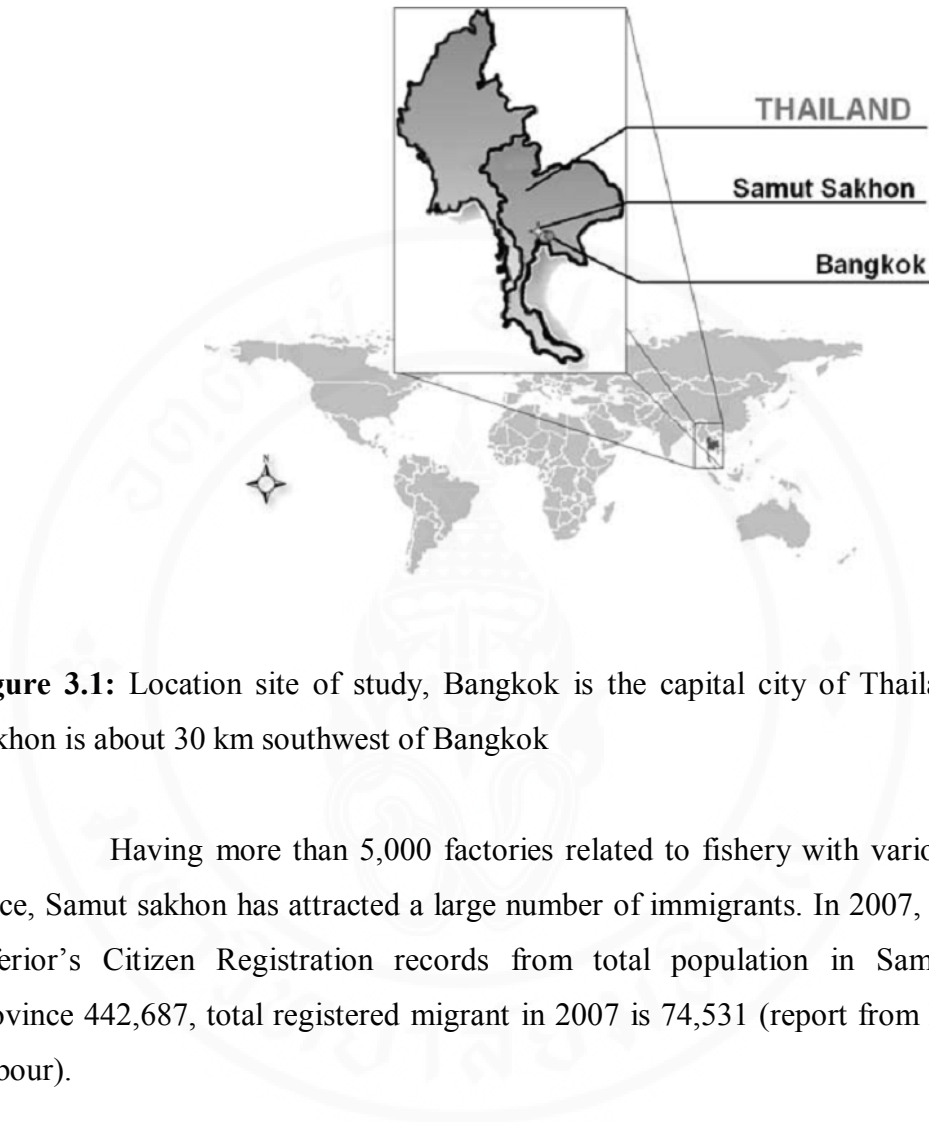 THAILAND
Samut Sakhon
Bangkok
N
gure 3.1: Location site of study, Bangkok is the capital city of Thaila
khon is about 30 km southwest of Bangkok
Having more than 5,000 factories related to fishery with vario
ce, Samut sakhon has attracted a large number of immigrants. In 2007,
erior’s Citizen Registration records from total population in Sam
ovince 442,687, total registered migrant in 2007 is 74,531 (report from
bour).